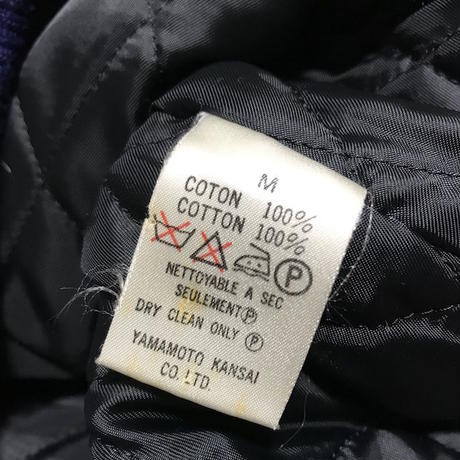 M
COTON 100%
COTTON 100%
P
NETTOYABLE A SEC
SEULEMENT Ⓟ
DRY CLEAN ONLY Ⓟ
YAMAMOTO KANSAI
CO. LTD.